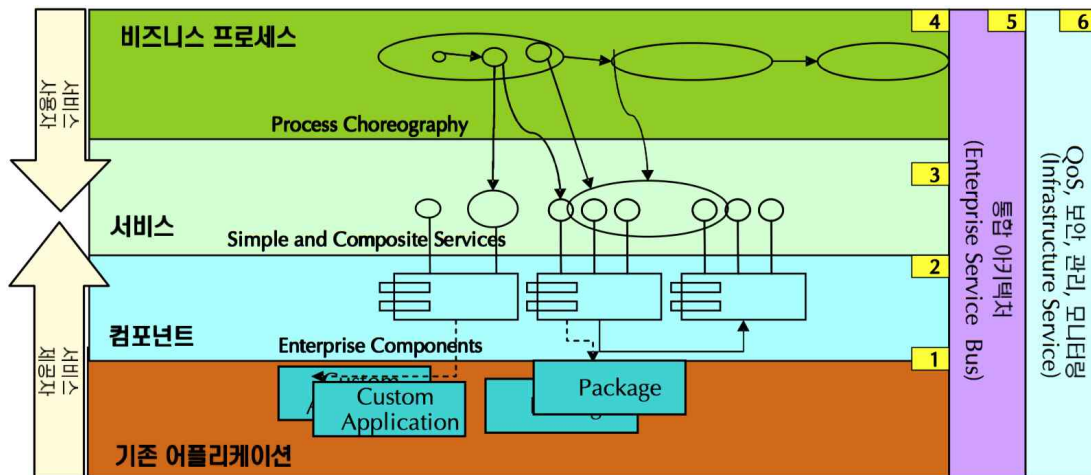 비즈니스 프로세스
4
5
6
Process Choreography
서비스
사용자
3
서비스
Simple and Composite Services
2
컴포넌트
Enterprise Components
서비스
제공자
1
Custom
Custom
Application
Package
기존 어플리케이션
통합 아키텍처
(Enterprise Service Bus)
QoS, 보안, 관리, 모니터링
(Infrastructure Service)